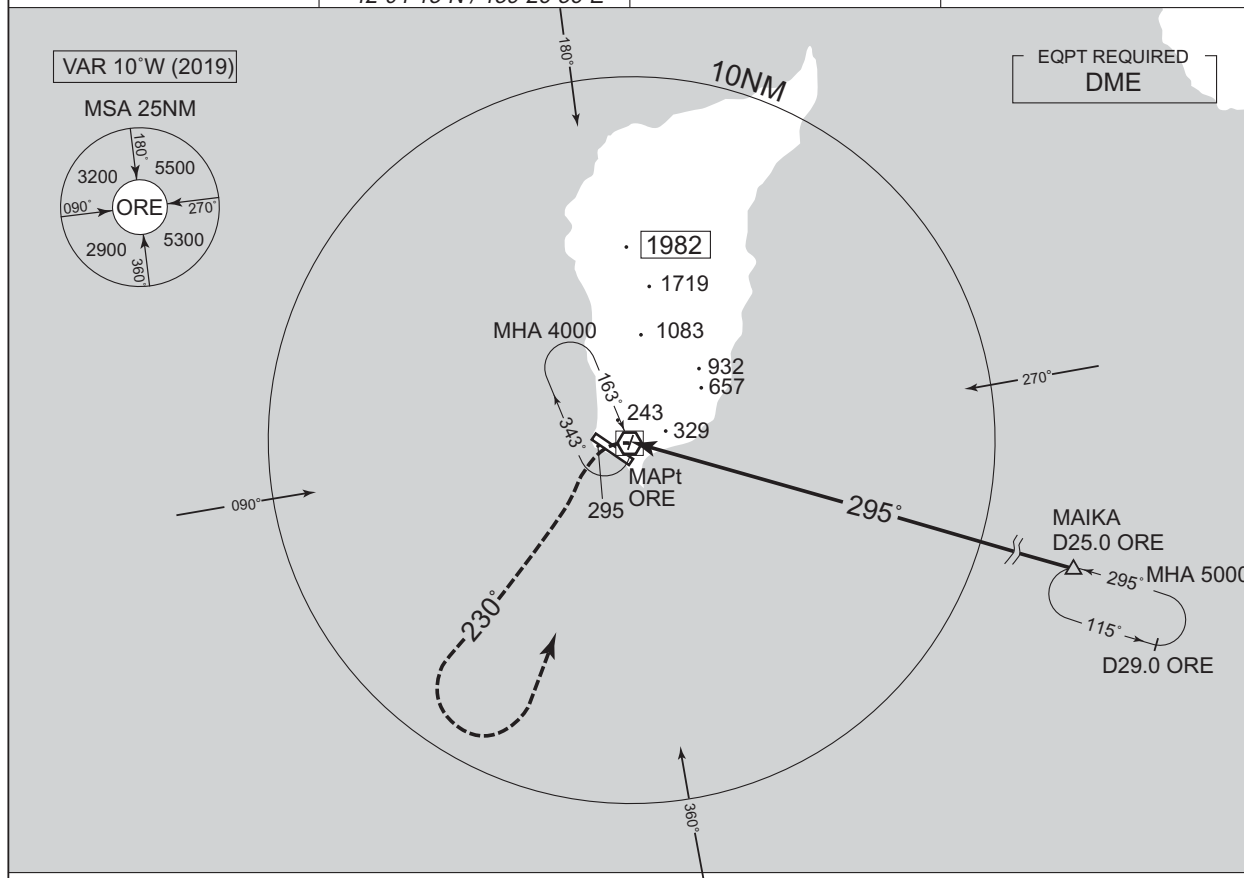 VAR 10˚W (2019)
MSA 25NM
180˚
3200
5500
090˚
ORE
270˚
2900
5300
360˚
180˚
10NM
EQPT REQUIRED
DME
1982
1719
MHA 4000
1083
163˚
932
657
343˚
243
329
270˚
MAPt
ORE
295
090˚
295˚
MAIKA
D25.0 ORE
295˚
MHA 5000
115˚
D29.0 ORE
230˚
360˚